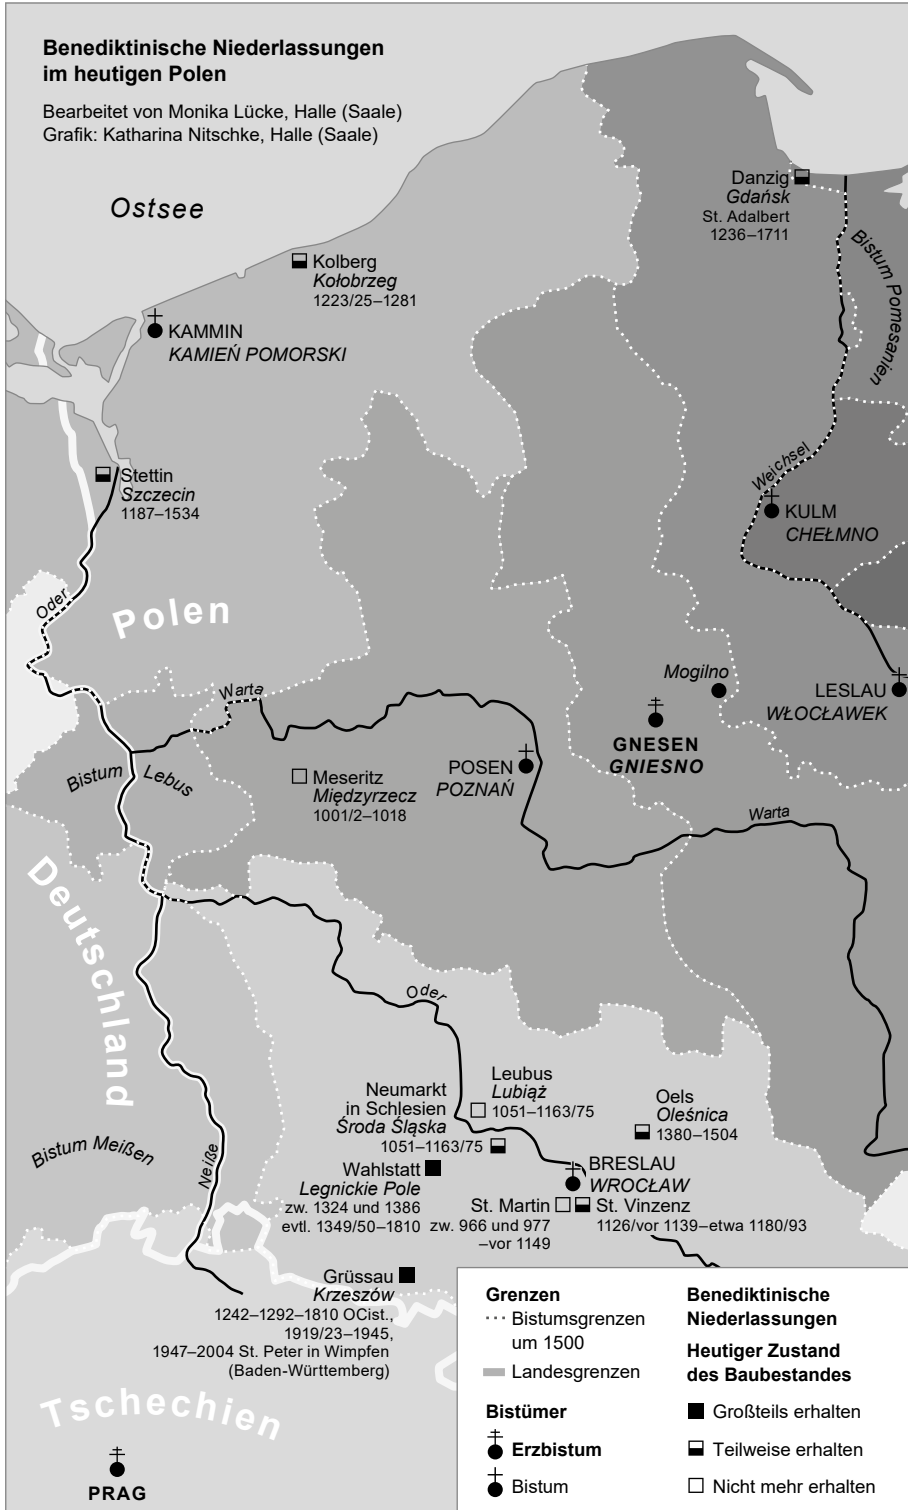 Benediktinische Niederlassungen
im heutigen Polen
Bearbeitet von Monika Lücke, Halle (Saale)
Grafik: Katharina Nitschke, Halle (Saale)
Ostsee
Danzig
Gdańsk
St. Adalbert
1236–1711
Bistum Pomesanien
Kolberg
Kołobrzeg
1223/25–1281
KAMMIN
KAMIEŃ POMORSKI
Stettin
Szczecin
1187–1534
Weichsel
KULM
CHEŁMNO
Oder
Polen
Warta
Mogilno
LESLAU
WŁOCŁAWEK
GNESEN
GNIESNO
POSEN
POZNAŃ
Bistum Lebus
Meseritz
Międzyrzecz
1001/2–1018
Warta
Deutschland
Oder
Leubus
Lubiąż
1051–1163/75
Neumarkt
in Schlesien
Środa Śląska
1051–1163/75
Oels
Oleśnica
1380–1504
Bistum Meißen
Neiße
Wahlstatt
Legnickie Pole
zw. 1324 und 1386
evtl. 1349/50–1810
BRESLAU
WROCŁAW
St. Martin
zw. 966 und 977
–vor 1149
St. Vinzenz
1126/vor 1139–etwa 1180/93
Grüssau
Krzeszów
1242–1292–1810 OCist.,
1919/23–1945,
1947–2004 St. Peter in Wimpfen
(Baden-Württemberg)
Tschechien
PRAG
Grenzen
Bistumsgrenzen
um 1500
Landesgrenzen
Bistümer
Erzbistum
Bistum
Benediktinische
Niederlassungen
Heutiger Zustand
des Baubestandes
Großteils erhalten
Teilweise erhalten
Nicht mehr erhalten